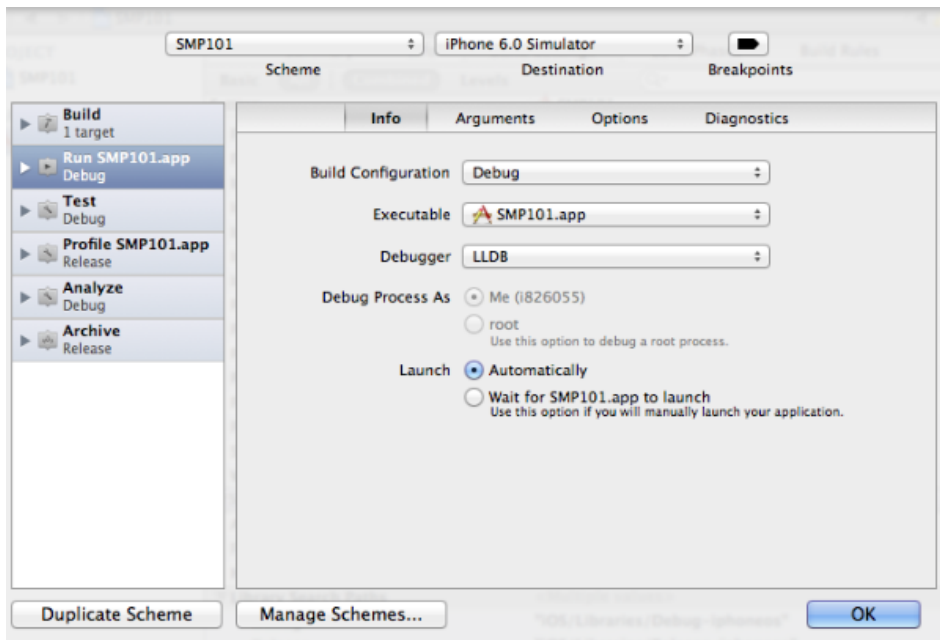 SMP101
iPhone 6.0 Simulator
Scheme
Destination
Breakpoints
Build
1 target
Run SMP101.app
Debug
Test
Debug
Profile SMP101.app
Release
Analyze
Debug
Archive
Release
Info
Arguments
Options
Diagnostics
Build Configuration
Debug
Executable
SMP101.app
Debugger
LLDB
Debug Process As
Me (i826055)
root
Use this option to debug a root process.
Launch
Automatically
Wait for SMP101.app to launch
Use this option if you will manually launch your application.
Duplicate Scheme
Manage Schemes...
OK